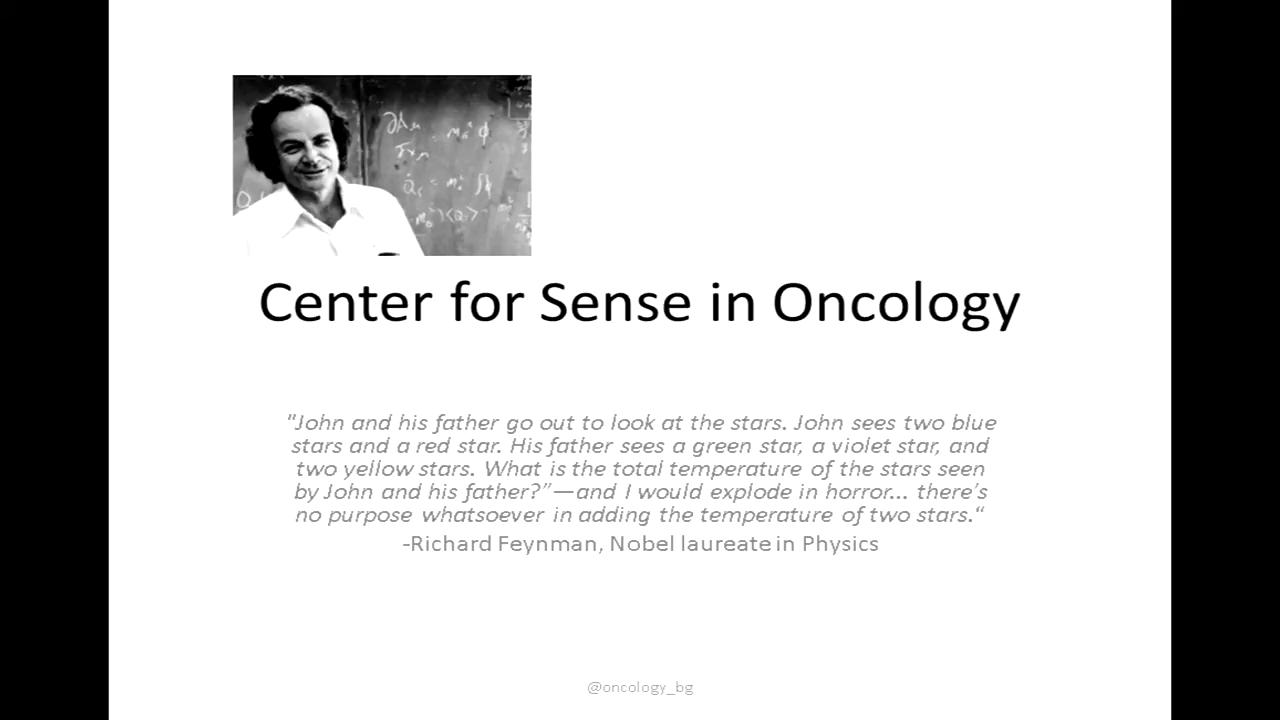 Center for Sense in Oncology
"John and his father go out to look at the stars. John sees two blue
stars and a red star. His father sees a green star, a violet star, and
two yellow stars. What is the total temperature of the stars seen
by John and his father?”—and I would explode in horror... there’s
no purpose whatsoever in adding the temperature of two stars.“
-Richard Feynman, Nobel laureate in Physics
@oncology_bg